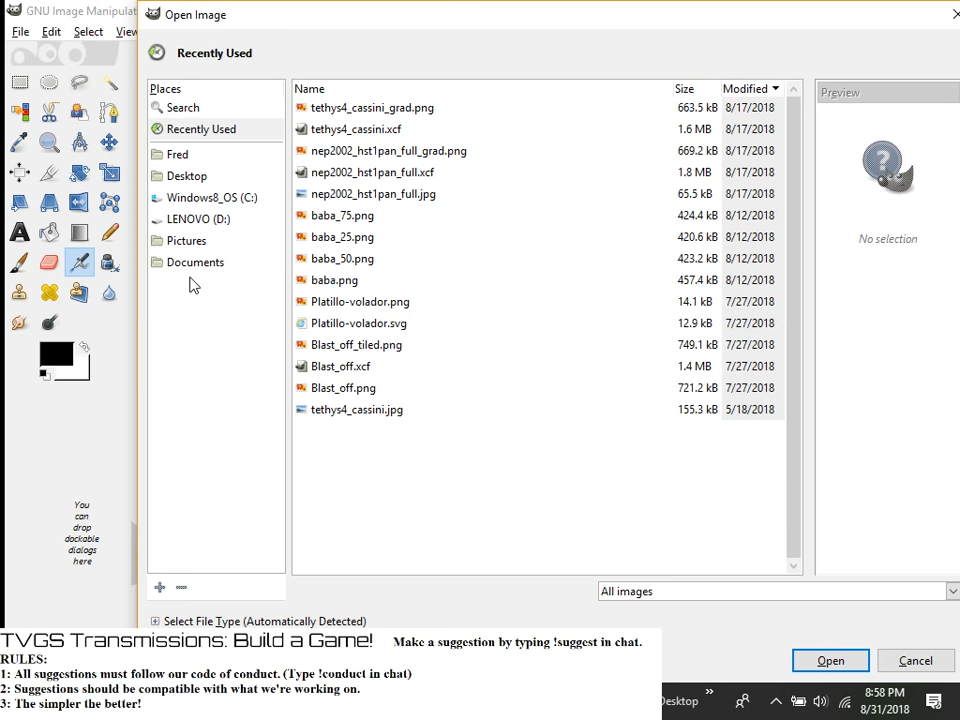 GNU Image Manipulat
File Edit Select View
Open Image
Recently Used
Places
Search
Recently Used
Fred
Desktop
Windows8_OS (C:)
LENOVO (D:)
Pictures
Documents
Name Size Modified
tethys4_cassini_grad.png 663.5 kB 8/17/2018
tethys4_cassini.xcf 1.6 MB 8/17/2018
nep2002_hst1pan_full_grad.png 669.2 kB 8/17/2018
nep2002_hst1pan_full.xcf 1.8 MB 8/17/2018
nep2002_hst1pan_full.jpg 65.5 kB 8/17/2018
baba_75.png 424.4 kB 8/12/2018
baba_25.png 420.6 kB 8/12/2018
baba_50.png 423.2 kB 8/12/2018
baba.png 457.4 kB 8/12/2018
Platillo-volador.png 14.1 kB 7/27/2018
Platillo-volador.svg 12.9 kB 7/27/2018
Blast_off_tiled.png 749.1 kB 7/27/2018
Blast_off.xcf 1.4 MB 7/27/2018
Blast_off.png 721.2 kB 7/27/2018
tethys4_cassini.jpg 155.3 kB 5/18/2018
Preview
No selection
You
can
drop
dockable
dialogs
here
All images
Select File Type (Automatically Detected)
Open Cancel
TVGS Transmissions: Build a Game! Make a suggestion by typing !suggest in chat.
RULES:
1: All suggestions must follow our code of conduct. (Type !conduct in chat)
2: Suggestions should be compatible with what we're working on.
3: The simpler the better!
Desktop
8:58 PM
8/31/2018